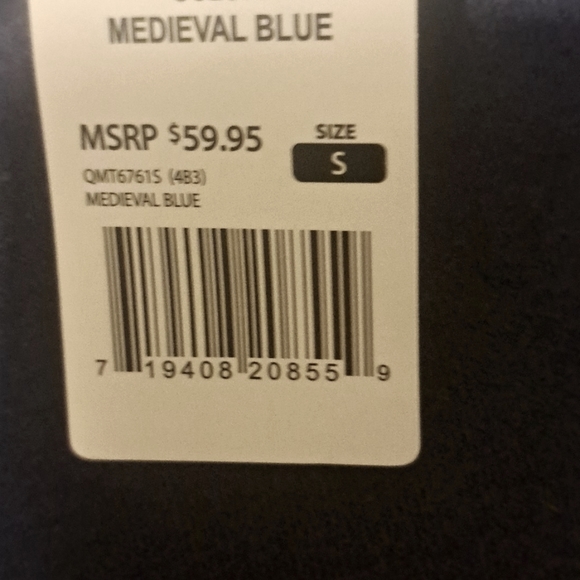 MEDIEVAL BLUE
MSRP $59.95
SIZE
S
QMT6761S (4B3)
MEDIEVAL BLUE
7 19408 20855 9